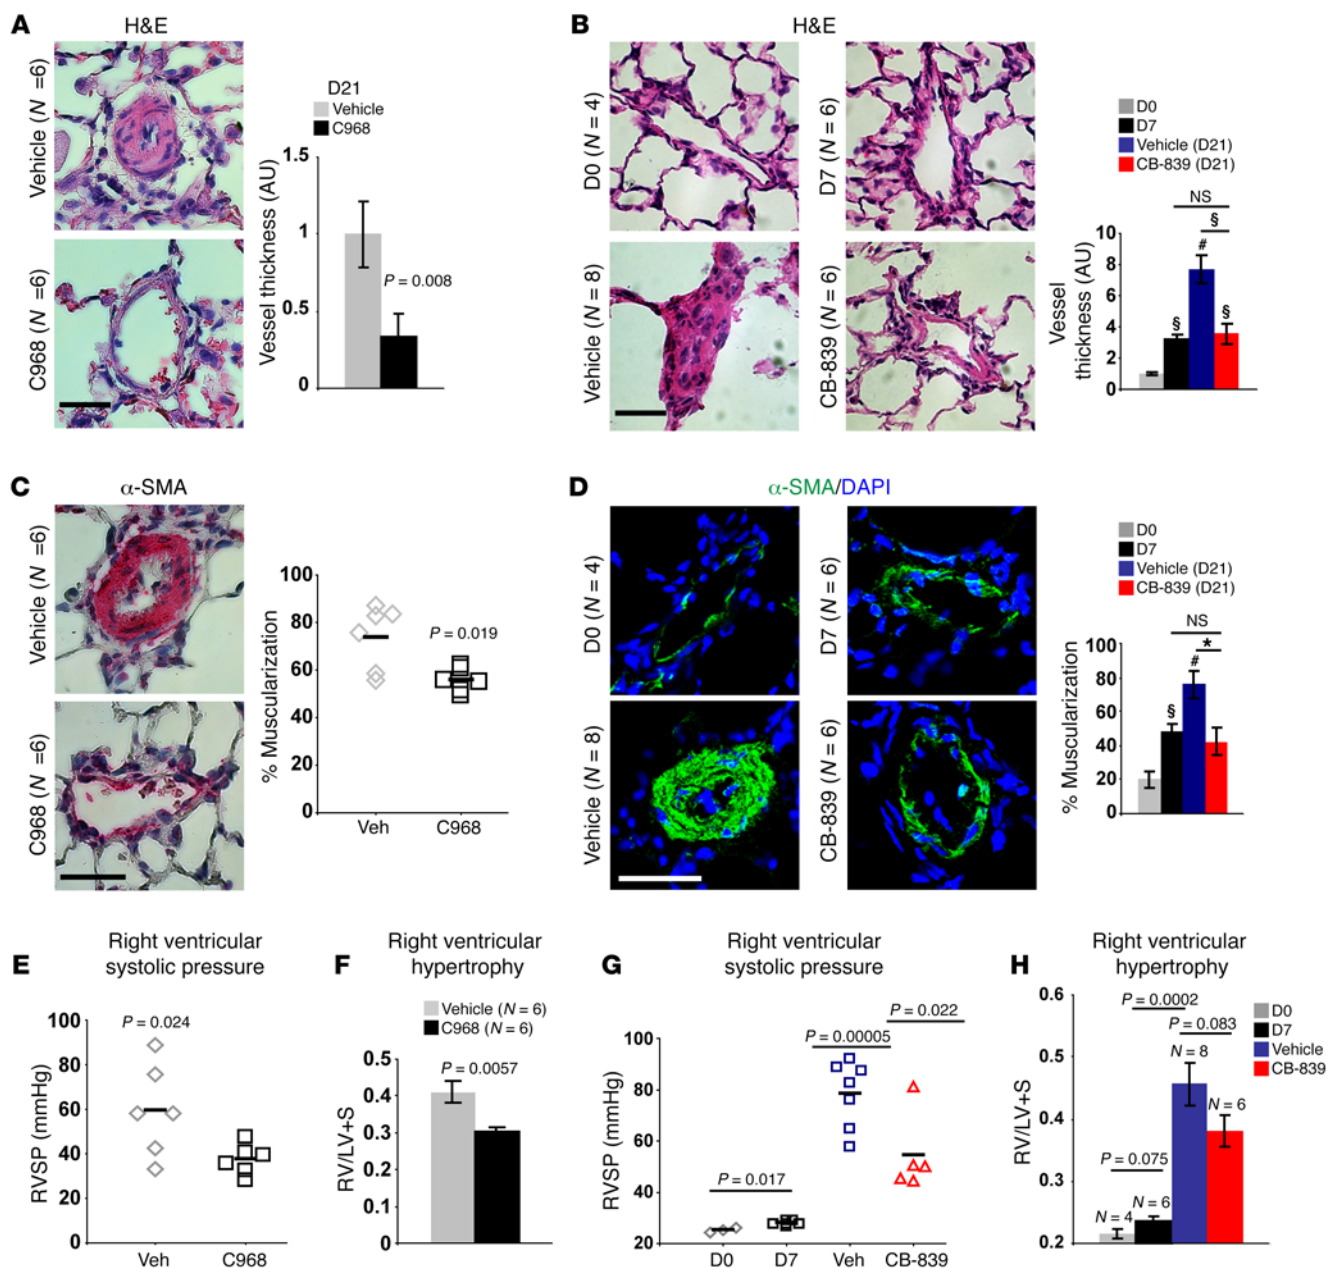 A
H&E
Vehicle (N =6)
C968 (N =6)
D21
Vehicle
C968
Vessel thickness (AU)
1.5
1
0.5
0
P = 0.008
B
H&E
D0 (N = 4)
D7 (N = 6)
Vehicle (N = 8)
CB-839 (N = 6)
D0
D7
Vehicle (D21)
CB-839 (D21)
Vessel
thickness (AU)
10
8
6
4
2
0
NS
§
#
§
§
C
α-SMA
Vehicle (N =6)
C968 (N =6)
% Muscularization
100
80
60
40
20
0
P = 0.019
Veh
C968
D
α-SMA/DAPI
D0 (N = 4)
D7 (N = 6)
Vehicle (N = 8)
CB-839 (N = 6)
D0
D7
Vehicle (D21)
CB-839 (D21)
% Muscularization
100
80
60
40
20
0
NS
*
#
§
E
Right ventricular
systolic pressure
RVSP (mmHg)
100
80
60
40
20
0
P = 0.024
Veh
C968
F
Right ventricular
hypertrophy
Vehicle (N = 6)
C968 (N = 6)
RV/LV+S
0.5
0.4
0.3
0.2
0.1
0
P = 0.0057
G
Right ventricular
systolic pressure
RVSP (mmHg)
100
80
60
40
20
P = 0.017
P = 0.00005
P = 0.022
D0
D7
Veh
CB-839
H
Right ventricular
hypertrophy
RV/LV+S
0.6
0.5
0.4
0.3
0.2
P = 0.0002
P = 0.083
P = 0.075
N = 4
N = 6
N = 8
N = 6
D0
D7
Vehicle
CB-839